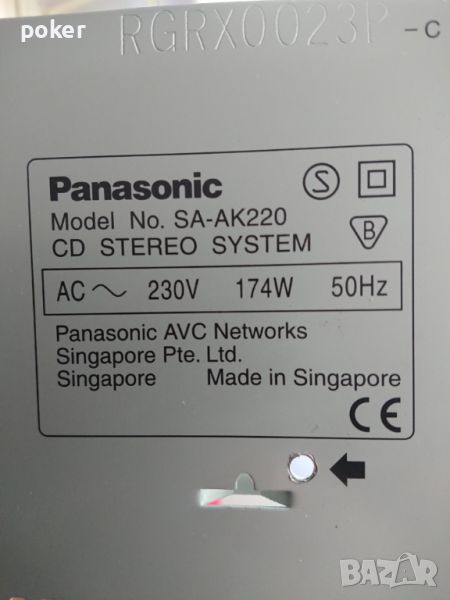 poker
RGRX0023P -C
Panasonic
S
Model No. SA-AK220
B
CD STEREO SYSTEM
AC 230V 174W 50Hz
Panasonic AVC Networks
Singapore Pte. Ltd.
Singapore Made in Singapore
CE
BAZAR